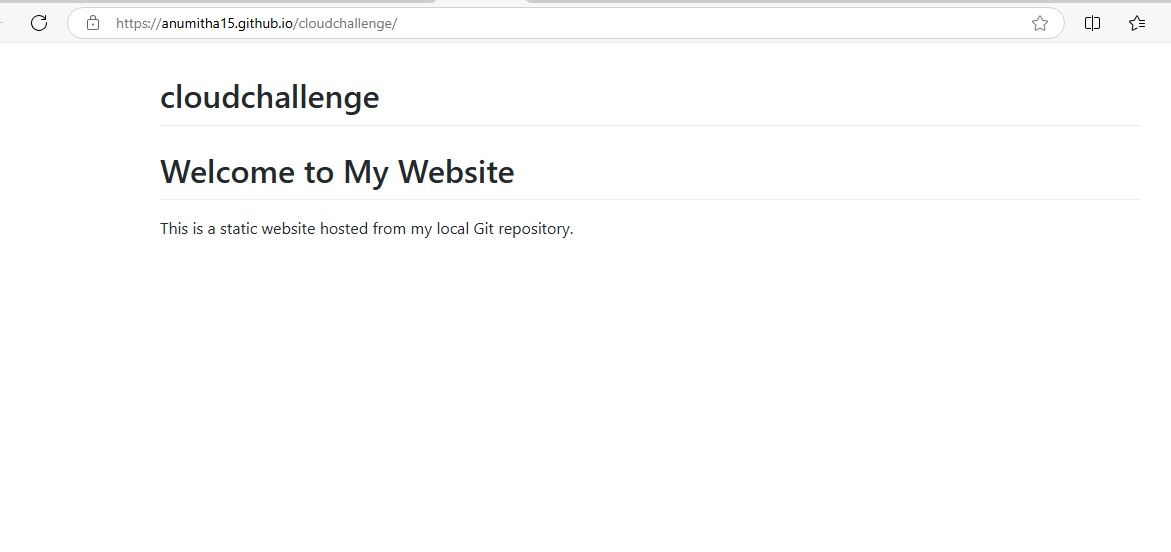 https://anumitha15.github.io/cloudchallenge/
cloudchallenge
Welcome to My Website
This is a static website hosted from my local Git repository.